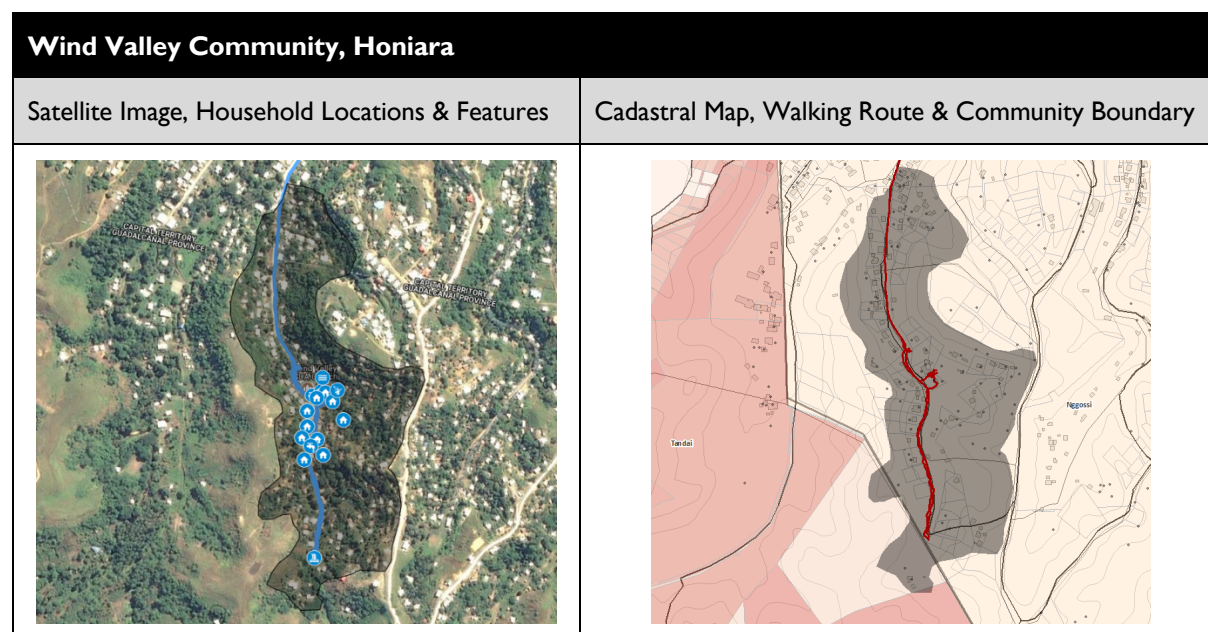 Wind Valley Community, Honiara
Satellite Image, Household Locations & Features
Cadastral Map, Walking Route & Community Boundary
CAPITAL TERRITORY
GUADALCANAL PROVINCE
CAPITAL TERRITORY
GUADALCANAL PROVINCE
Tandai
Nggossi